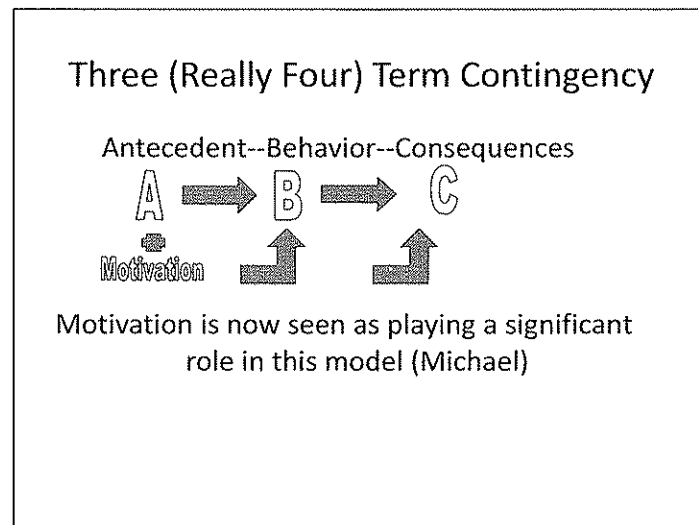 Three (Really Four) Term Contingency
Antecedent--Behavior--Consequences
A B C
Motivation
Motivation is now seen as playing a significant
role in this model (Michael)